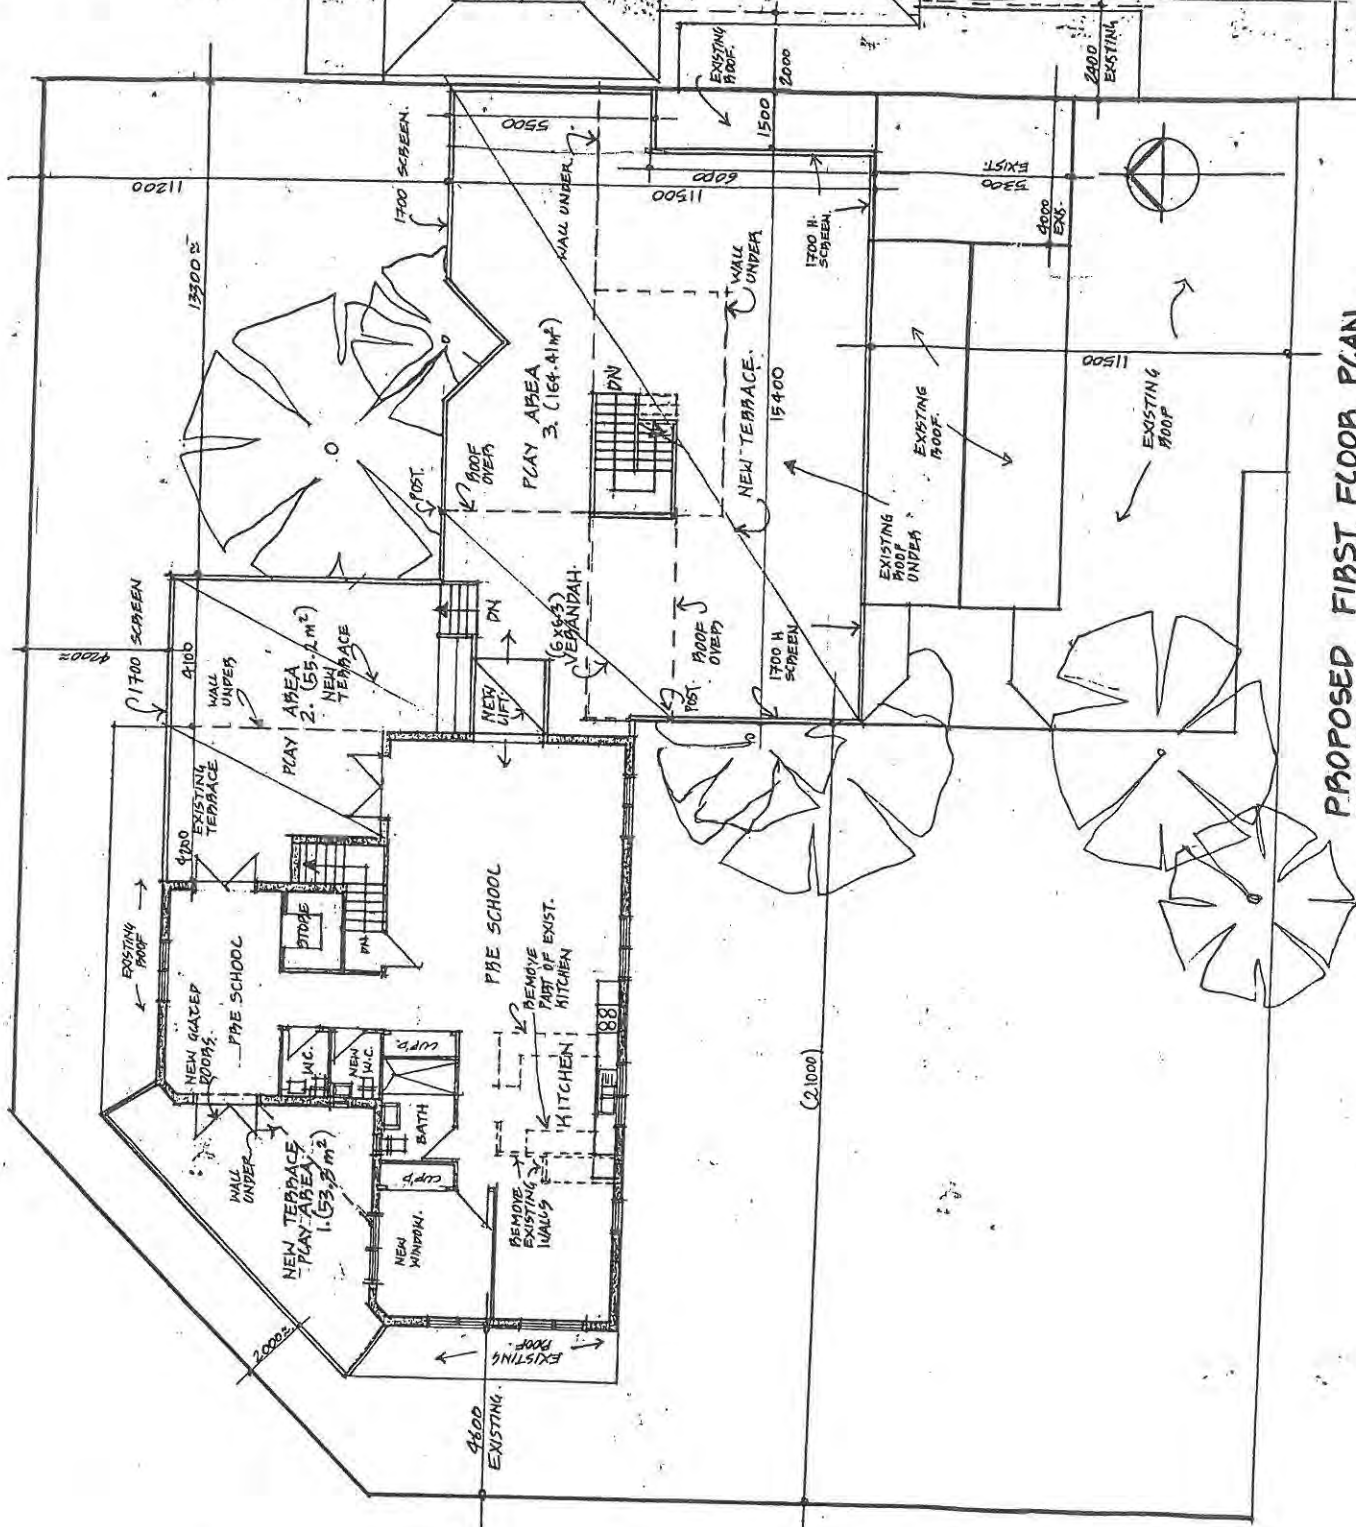 EXISTING
ROOF.
2000
2400
EXISTING
1500
5500
WALL UNDER.
1700 SCREEN.
11200
13300≈
6000
11500
1700 H.
SCREEN.
5300
EXIST.
4000
EXIS.
WALL
UNDER
PLAY AREA
3. (164.41m²)
DN
NEW TERRACE.
15400
ROOF
OVER
POST.
EXISTING
ROOF.
11500
EXISTING
ROOF
EXISTING
ROOF
UNDER
1700 SCREEN
4200≈
4100
WALL
UNDER
PLAY AREA
2. (55.2m²)
NEW
TERRACE
DN
NEW
LIFT.
(6x6.3)
VERANDAH.
ROOF
OVER
POST.
1700 H
SCREEN
EXISTING
TERRACE
4200
EXISTING
ROOF
STORE
DN
PRE SCHOOL
PRE SCHOOL
NEW GLAZED
DOORS.
REMOVE
PART OF EXIST.
KITCHEN
W.C.
NEW
W.C.
CUP'D
BATH
KITCHEN
CUP'D
WALL
UNDER
NEW TERRACE
PLAY AREA
1. (53.3m²)
NEW
WINDOW.
REMOVE
EXISTING
WALLS
2000≈
EXISTING
ROOF.
4800
EXISTING.
(21000)
PROPOSED FIRST FLOOR PLAN